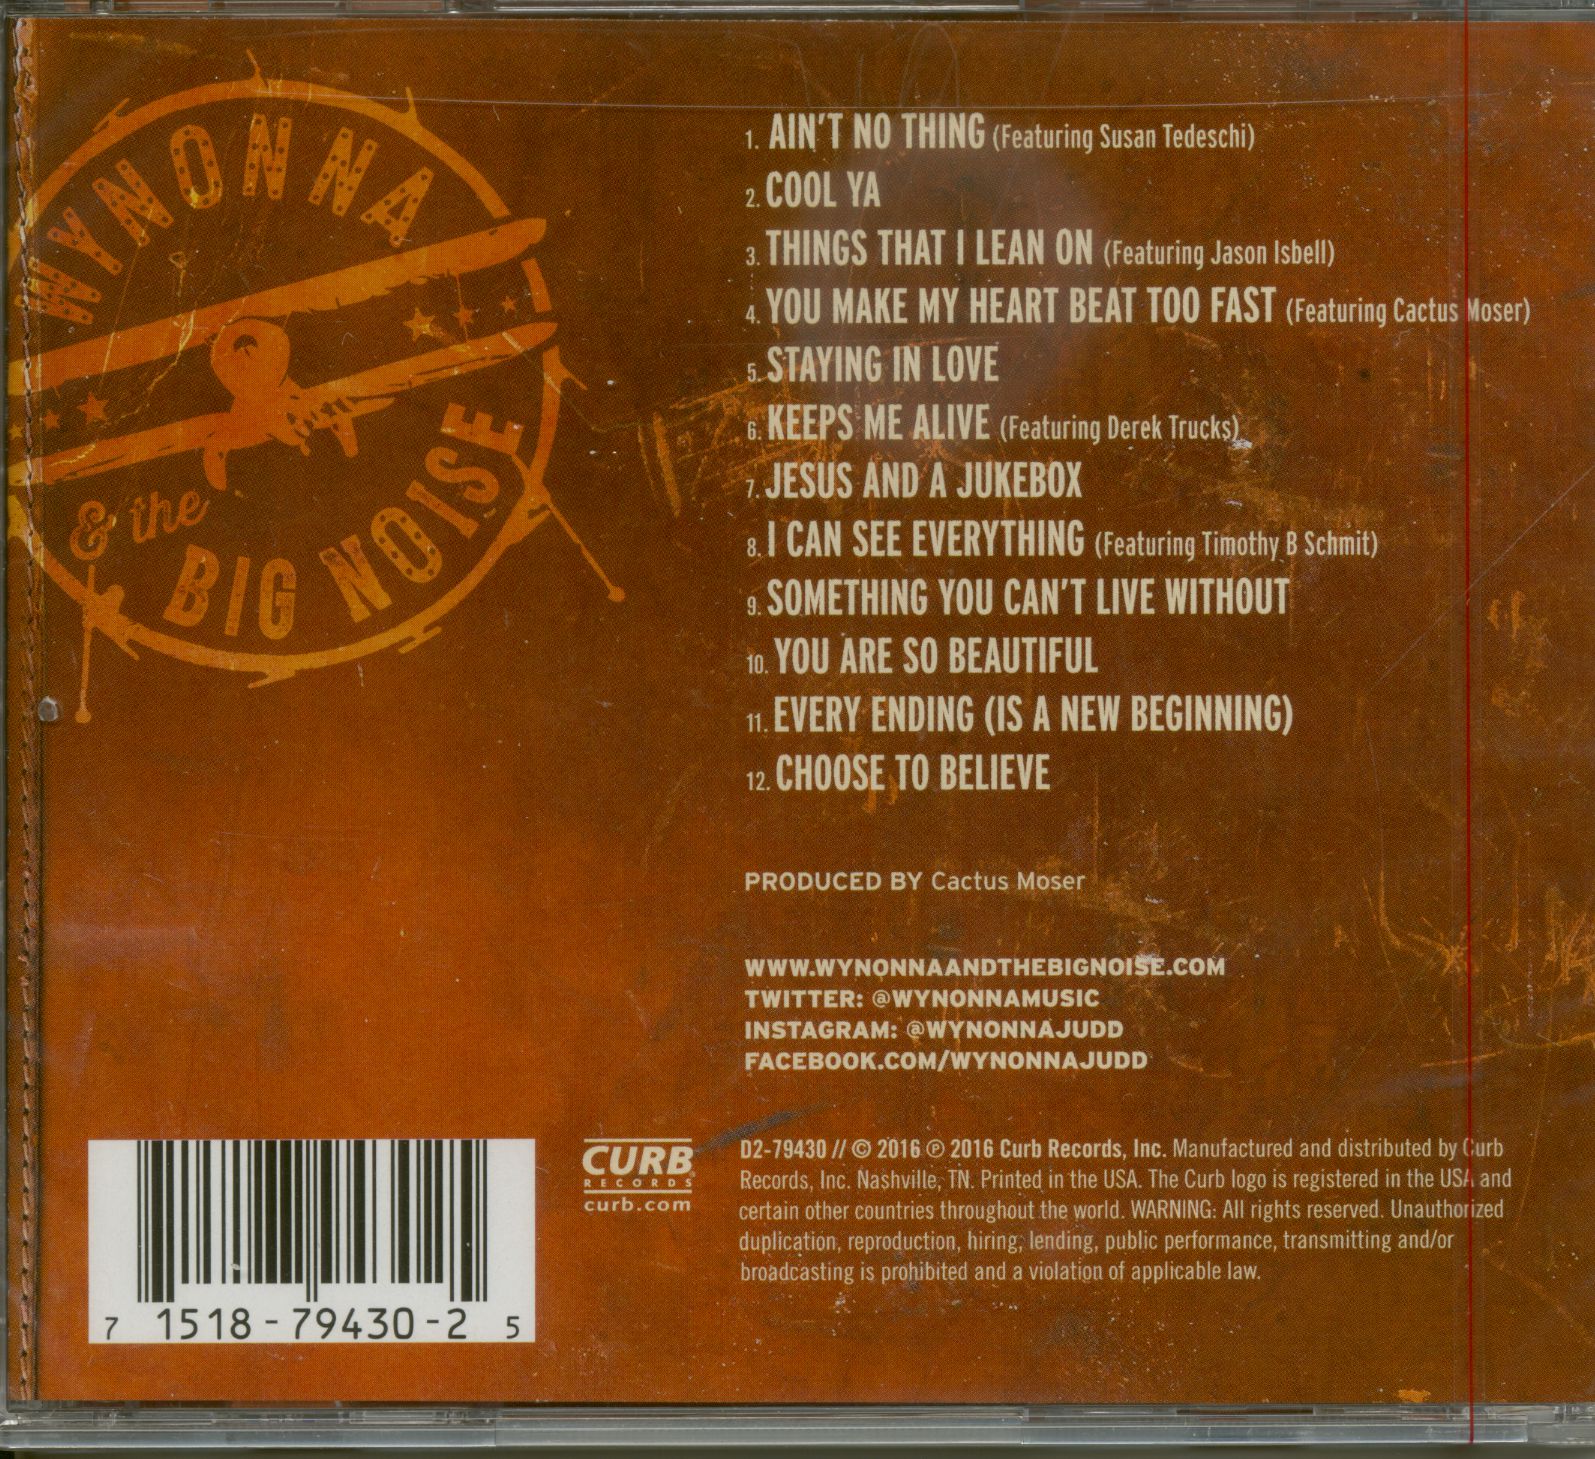 WYNONNA
& the
BIG NOISE
1. AIN'T NO THING (Featuring Susan Tedeschi)
2. COOL YA
3. THINGS THAT I LEAN ON (Featuring Jason Isbell)
4. YOU MAKE MY HEART BEAT TOO FAST (Featuring Cactus Moser)
5. STAYING IN LOVE
6. KEEPS ME ALIVE (Featuring Derek Trucks)
7. JESUS AND A JUKEBOX
8. I CAN SEE EVERYTHING (Featuring Timothy B Schmit)
9. SOMETHING YOU CAN'T LIVE WITHOUT
10. YOU ARE SO BEAUTIFUL
11. EVERY ENDING (IS A NEW BEGINNING)
12. CHOOSE TO BELIEVE
PRODUCED BY Cactus Moser
WWW.WYNONNAANDTHEBIGNOISE.COM
TWITTER: @WYNONNAMUSIC
INSTAGRAM: @WYNONNAJUDD
FACEBOOK.COM/WYNONNAJUDD
7 1518-79430-2 5
CURB
RECORDS
curb.com
D2-79430 // © 2016 ℗ 2016 Curb Records, Inc. Manufactured and distributed by Curb
Records, Inc. Nashville, TN. Printed in the USA. The Curb logo is registered in the USA and
certain other countries throughout the world. WARNING: All rights reserved. Unauthorized
duplication, reproduction, hiring, lending, public performance, transmitting and/or
broadcasting is prohibited and a violation of applicable law.